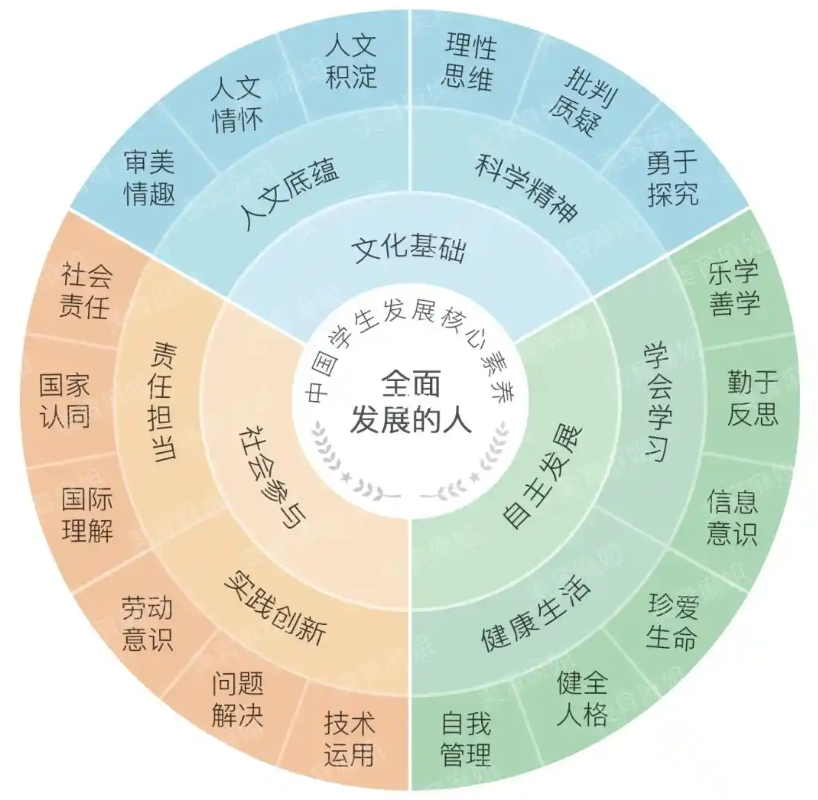 中国学生发展核心素养
全面
发展的人
文化基础
人文底蕴
人文
积淀
人文
情怀
审美
情趣
科学精神
理性
思维
批判
质疑
勇于
探究
自主发展
学会学习
乐学
善学
勤于
反思
信息
意识
健康生活
珍爱
生命
健全
人格
自我
管理
社会参与
责任担当
社会
责任
国家
认同
国际
理解
实践创新
劳动
意识
问题
解决
技术
运用